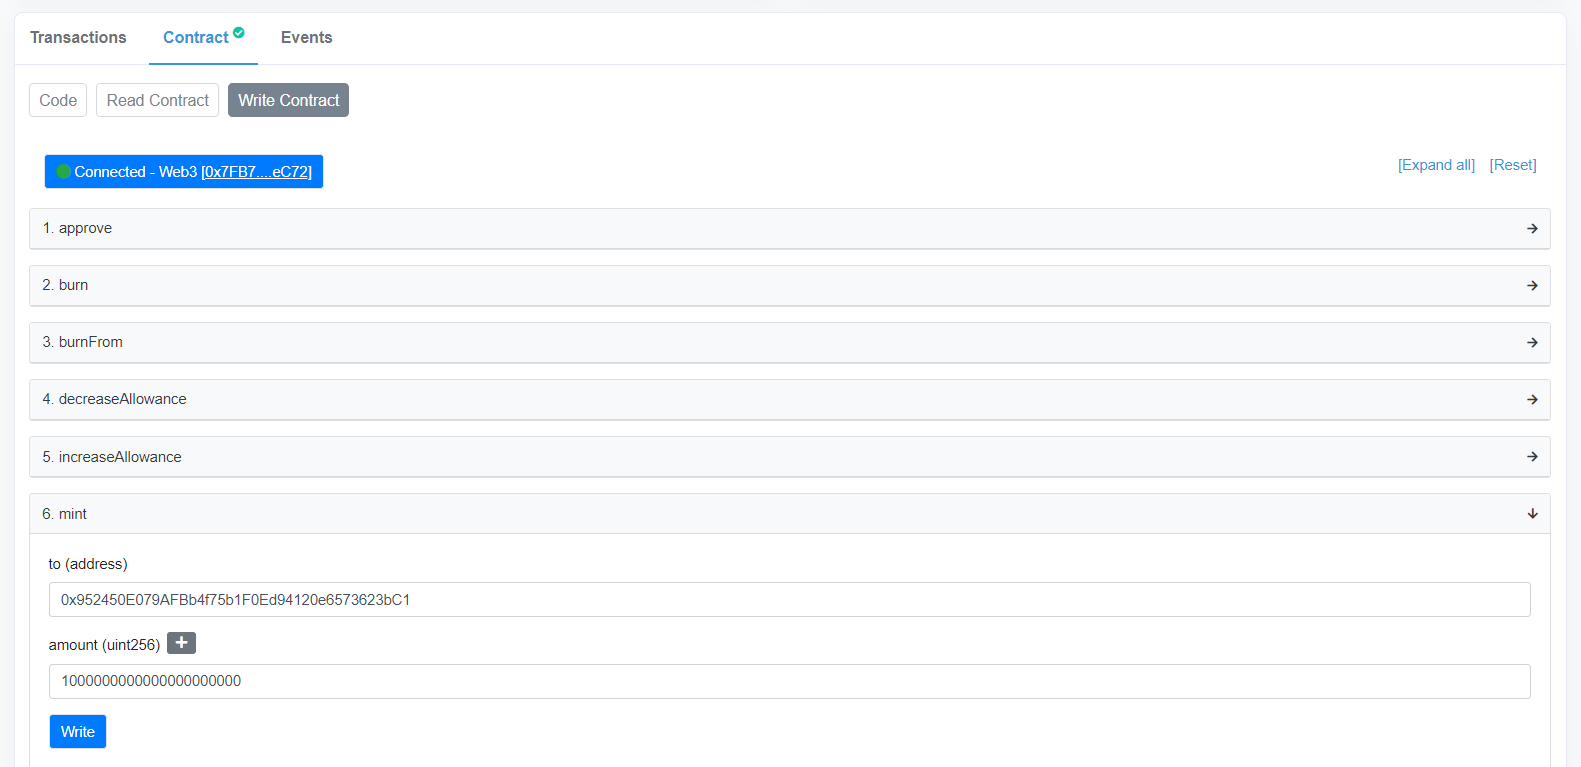 Transactions Contract Events
Code Read Contract Write Contract
Connected - Web3 [0x7FB7....eC72] [Expand all] [Reset]
1. approve
2. burn
3. burnFrom
4. decreaseAllowance
5. increaseAllowance
6. mint
to (address)
0x952450E079AFBb4f75b1F0Ed94120e6573623bC1
amount (uint256) +
1000000000000000000000
Write